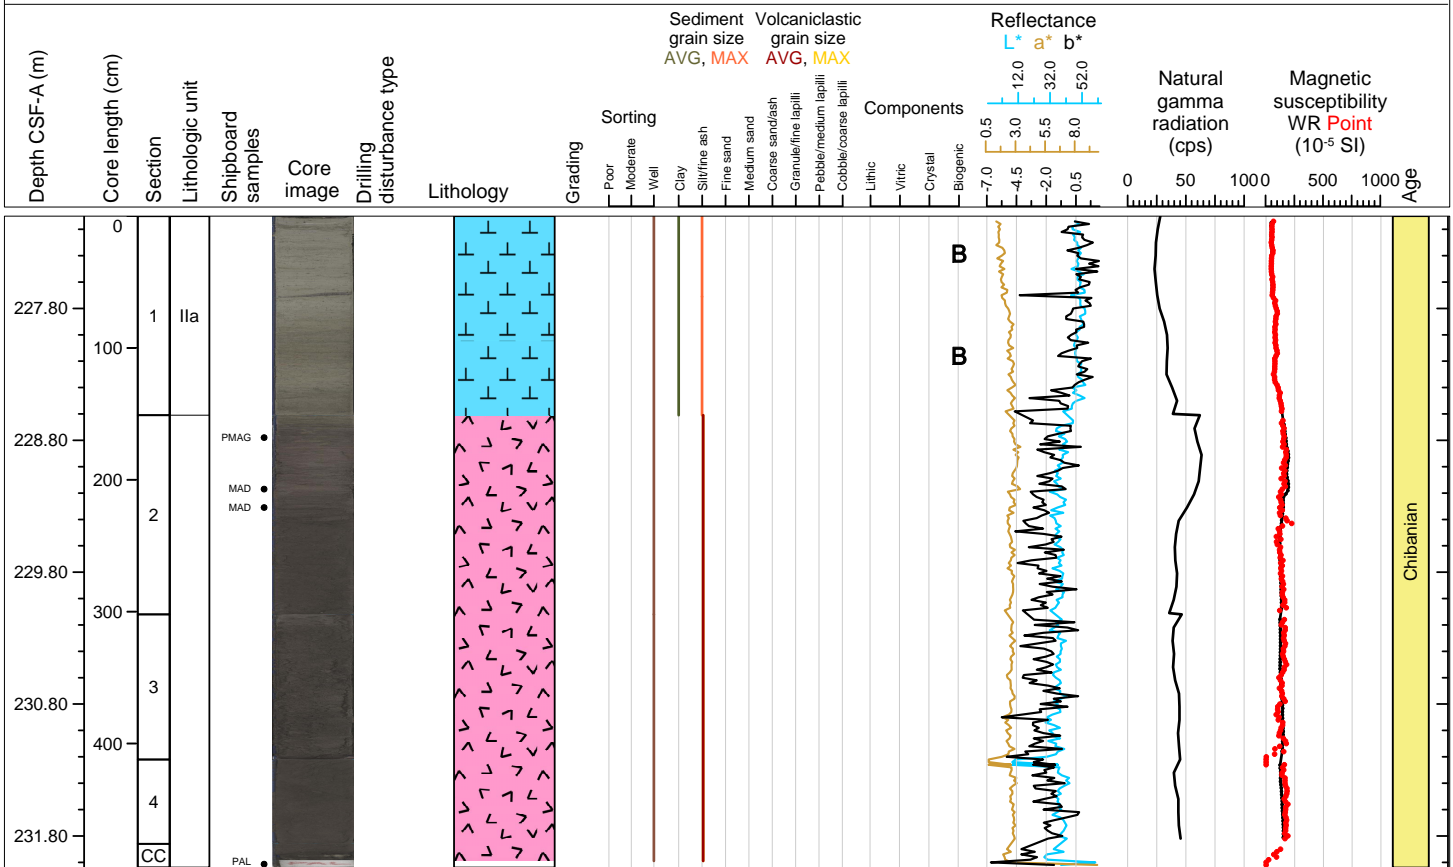 Depth CSF-A (m)
Core length (cm)
Section
Lithologic unit
Shipboard
samples
Core
image
Drilling
disturbance type
Lithology
Grading
Sorting
Poor
Moderate
Well
Sediment
grain size
AVG, MAX
Volcaniclastic
grain size
AVG, MAX
Clay
Silt/fine ash
Fine sand
Medium sand
Coarse sand/ash
Granule/fine lapilli
Pebble/medium lapilli
Cobble/coarse lapilli
Components
Lithic
Vitric
Crystal
Biogenic
Reflectance
L* a* b*
12.0 32.0 52.0
0.5 3.0 5.5 8.0
-7.0 -4.5 -2.0 0.5
Natural
gamma
radiation
(cps)
0 50 100
Magnetic
susceptibility
WR Point
(10-5 SI)
0 500 1000
Age
0
B
227.80
1 IIa
100
B
228.80
PMAG
200
MAD
MAD
2
229.80
Chibanian
300
3
230.80
400
4
231.80
CC
PAL